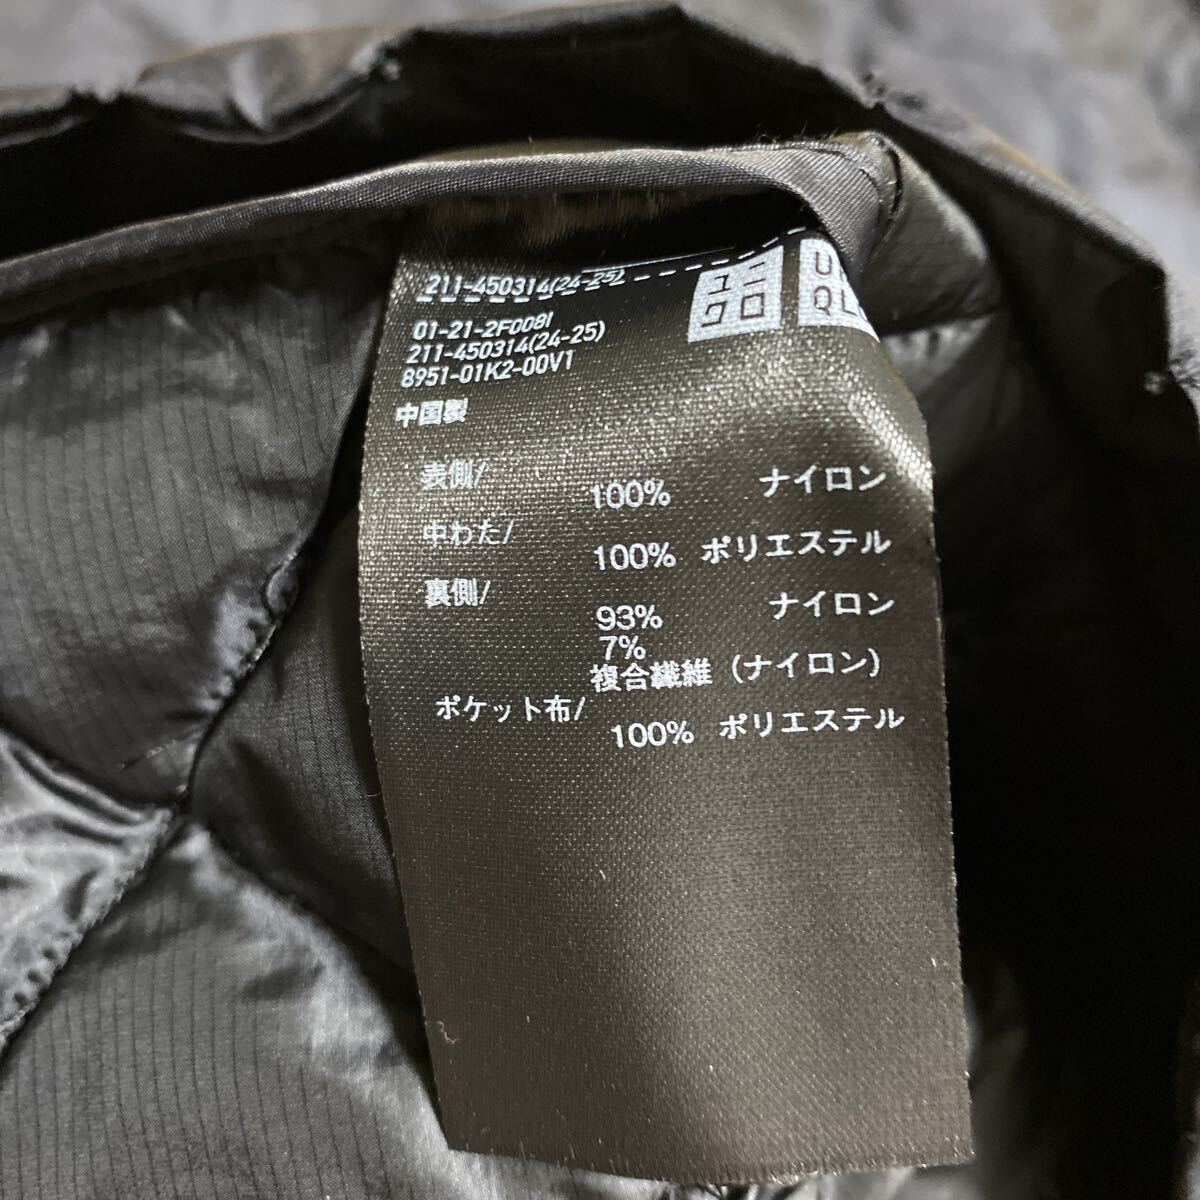 211-450314(24-25)
ユニ
クロ
01-21-2F008I
211-450314(24-25)
8951-01K2-00V1
中国製
表側/
100% ナイロン
中わた/
100% ポリエステル
裏側/
93% ナイロン
7%
複合繊維 (ナイロン)
ポケット布/
100% ポリエステル